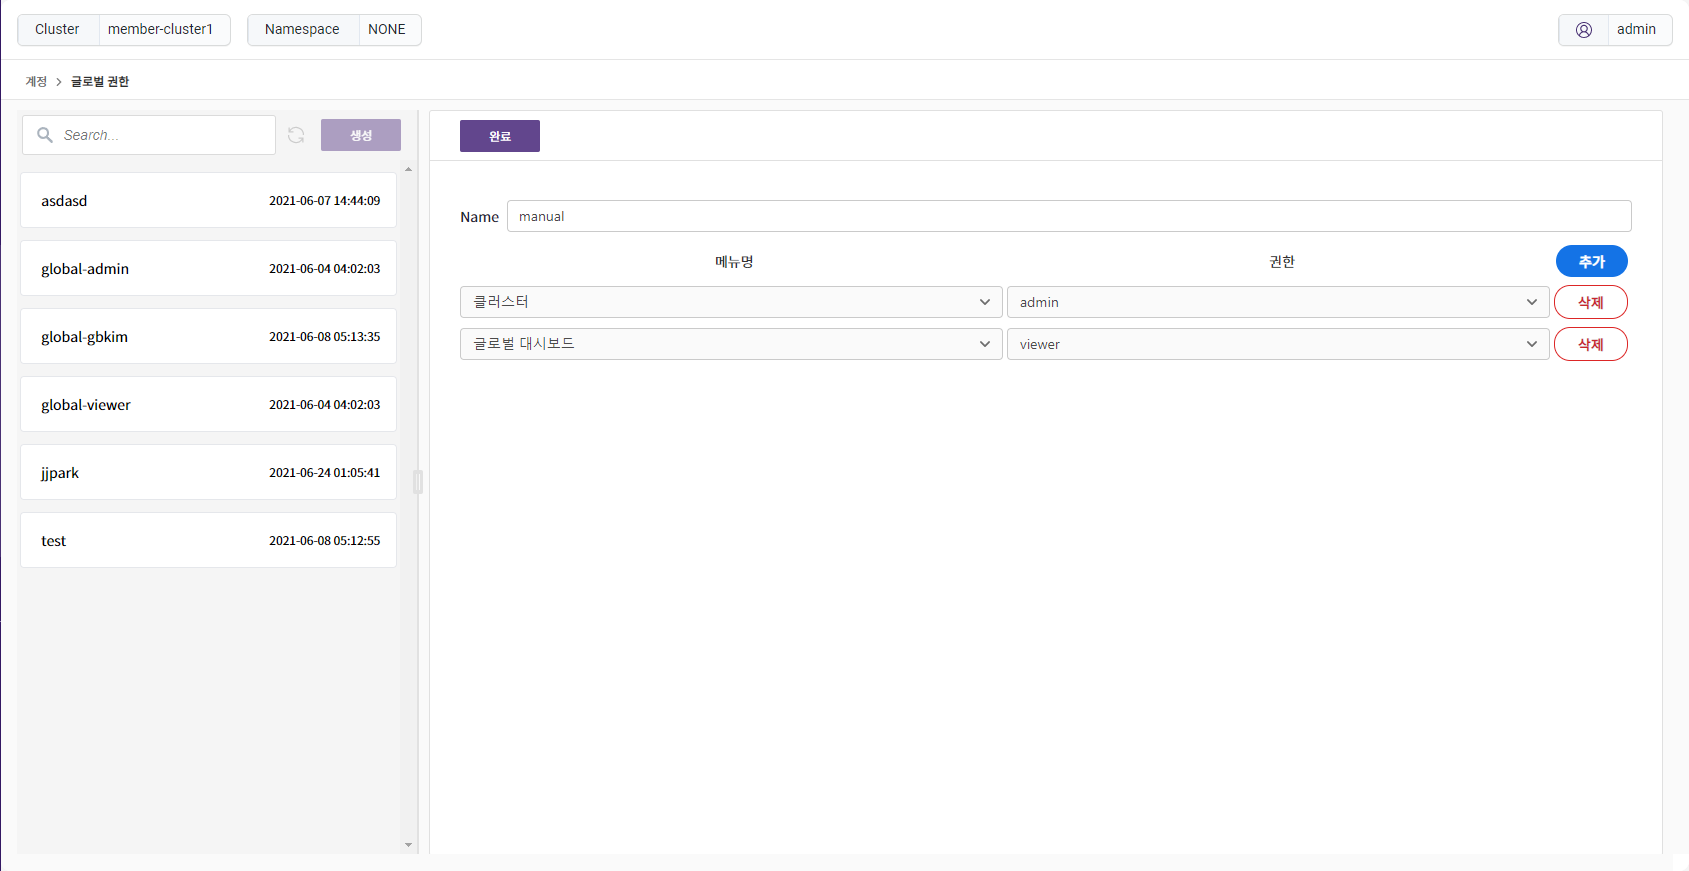 Cluster member-cluster1 Namespace NONE admin
계정 > 글로벌 권한
Search... 생성
asdasd 2021-06-07 14:44:09
global-admin 2021-06-04 04:02:03
global-gbkim 2021-06-08 05:13:35
global-viewer 2021-06-04 04:02:03
jjpark 2021-06-24 01:05:41
test 2021-06-08 05:12:55
완료
Name manual
메뉴명 권한 추가
클러스터 admin 삭제
글로벌 대시보드 viewer 삭제